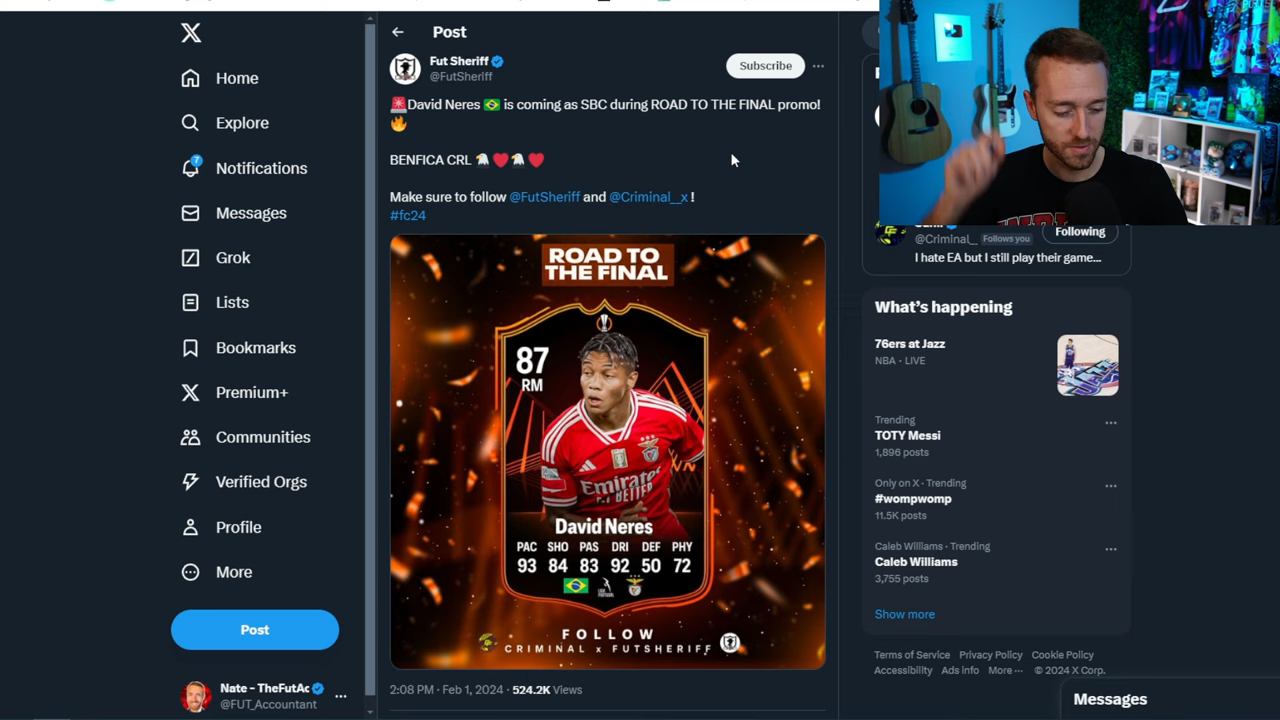 Home
Explore
7
Notifications
Messages
Grok
Lists
Bookmarks
Premium+
Communities
Verified Orgs
Profile
More
Post
Nate - TheFutAc
@FUT_Accountant
Post
Fut Sheriff
@FutSheriff
Subscribe
🚨David Neres 🇧🇷 is coming as SBC during ROAD TO THE FINAL promo!
🔥
BENFICA CRL 🦅❤️🦅❤️
Make sure to follow @FutSheriff and @Criminal__x !
#fc24
ROAD TO
THE FINAL
87
RM
Emirates
FLY BETTER
David Neres
PAC SHO PAS DRI DEF PHY
93 84 83 92 50 72
FOLLOW
CRIMINAL x FUTSHERIFF
2:08 PM · Feb 1, 2024 · 524.2K Views
@Criminal_ Follows you
Following
I hate EA but I still play their game...
What's happening
76ers at Jazz
NBA · LIVE
Trending
TOTY Messi
1,896 posts
Only on X · Trending
#wompwomp
11.5K posts
Caleb Williams · Trending
Caleb Williams
3,755 posts
Show more
Terms of Service Privacy Policy Cookie Policy
Accessibility Ads info More ··· © 2024 X Corp.
Messages